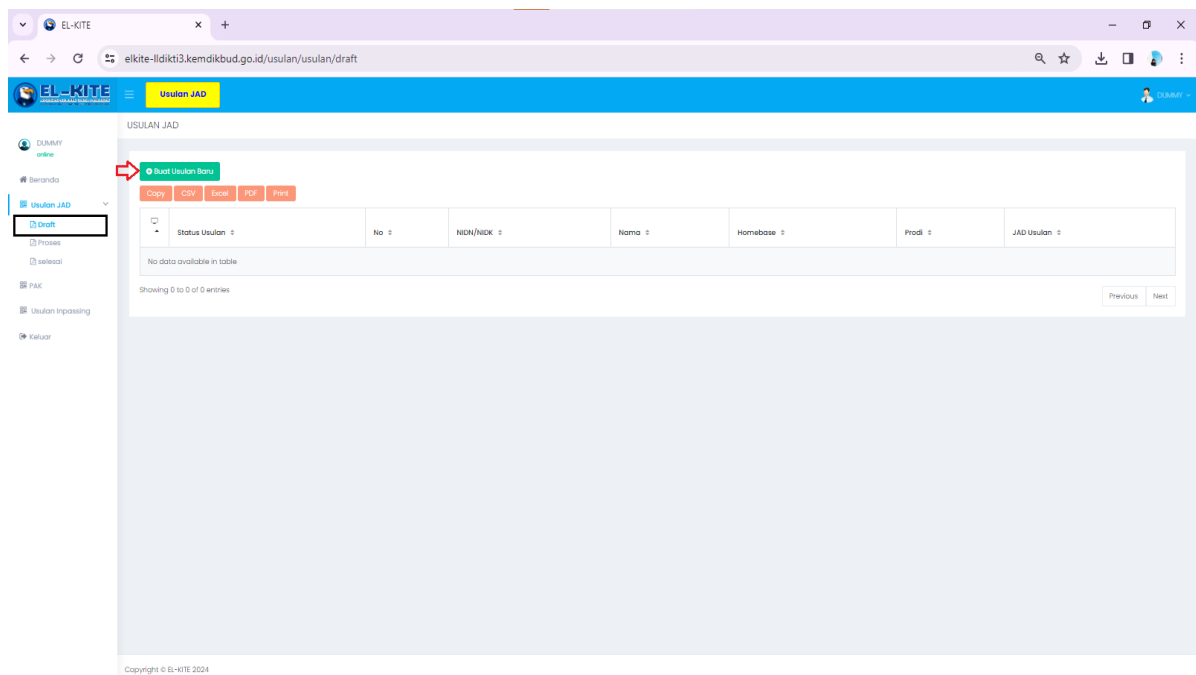 EL-KITE
elkite-lldikti3.kemdikbud.go.id/usulan/usulan/draft
EL-KITE
Usulan JAD
DUMMY
USULAN JAD
DUMMY
online
Beranda
Usulan JAD
Draft
Proses
selesai
PAK
Usulan Inpassing
Keluar
Buat Usulan Baru
Copy CSV Excel PDF Print
Status Usulan No NIDN/NIDK Nama Homebase Prodi JAD Usulan
No data available in table
Showing 0 to 0 of 0 entries
Previous Next
Copyright © EL-KITE 2024